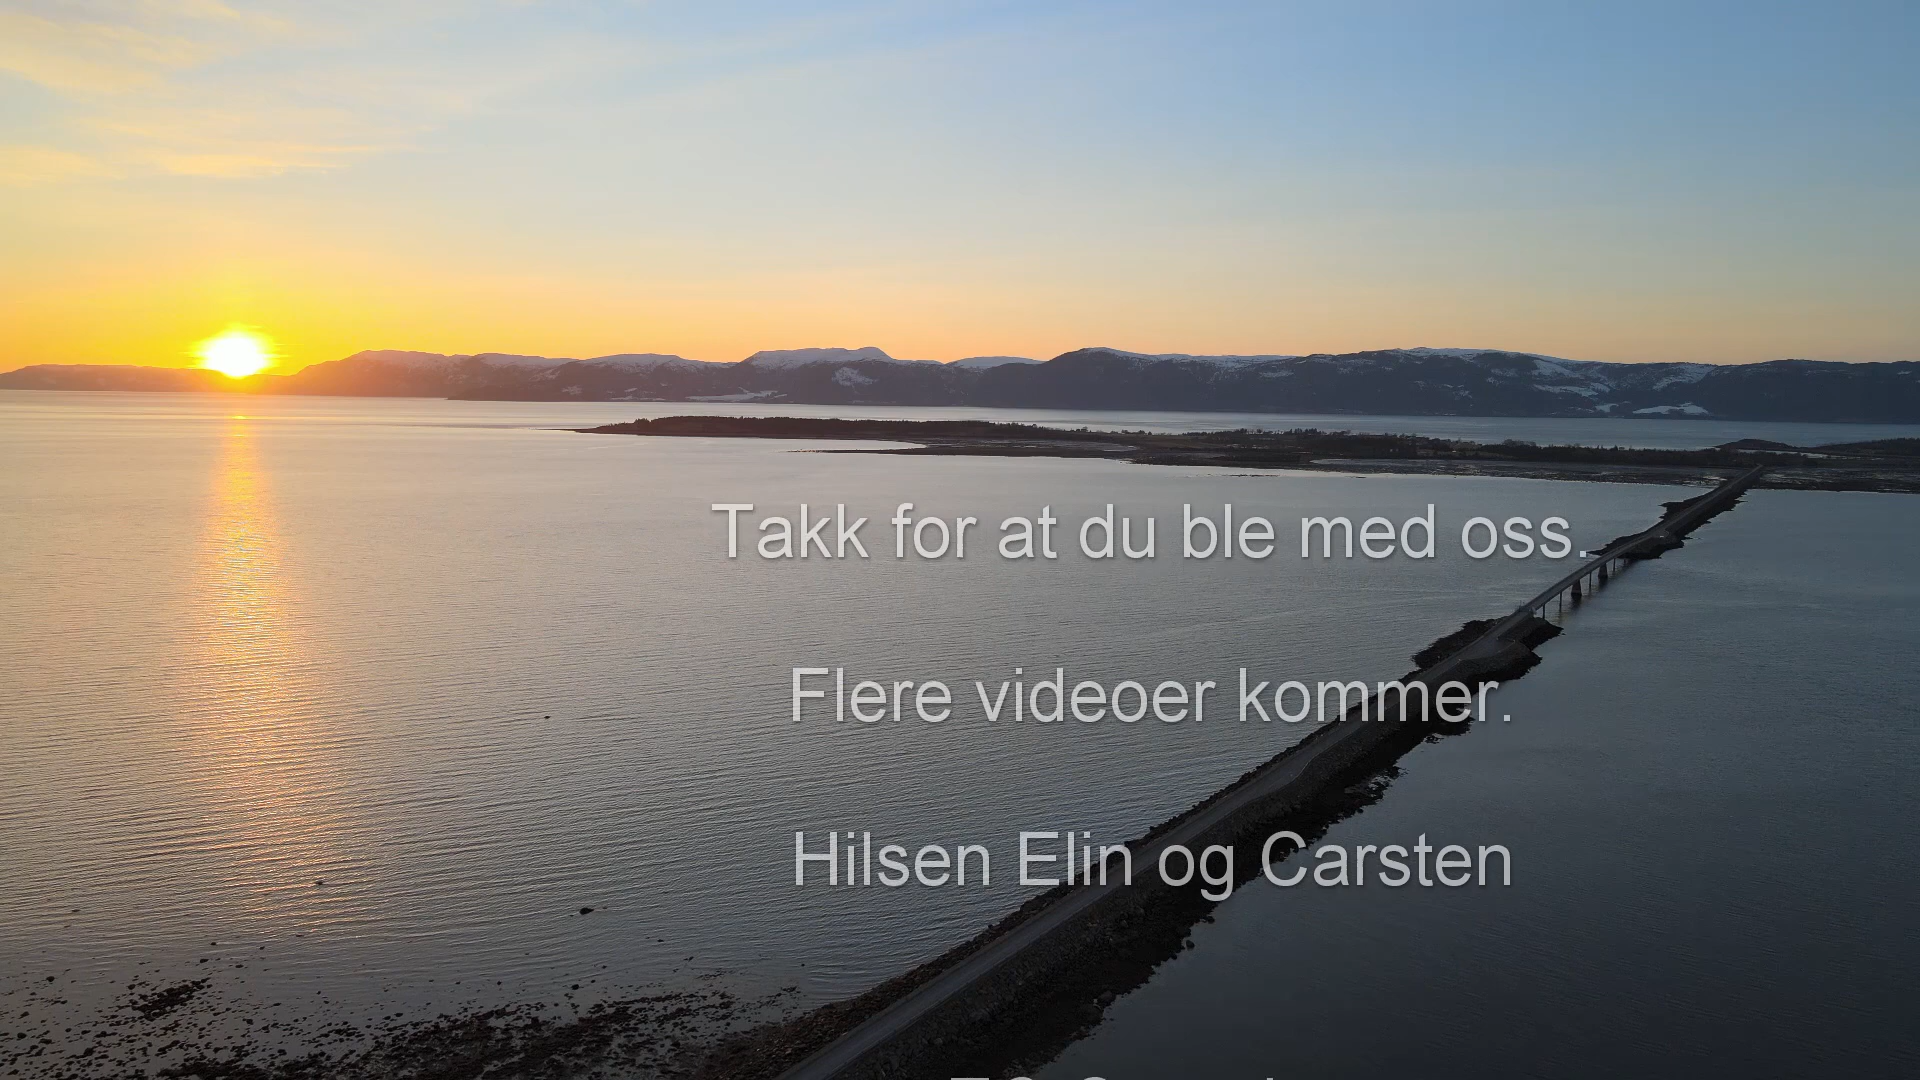 Takk for at du ble med oss.
Flere videoer kommer.
Hilsen Elin og Carsten